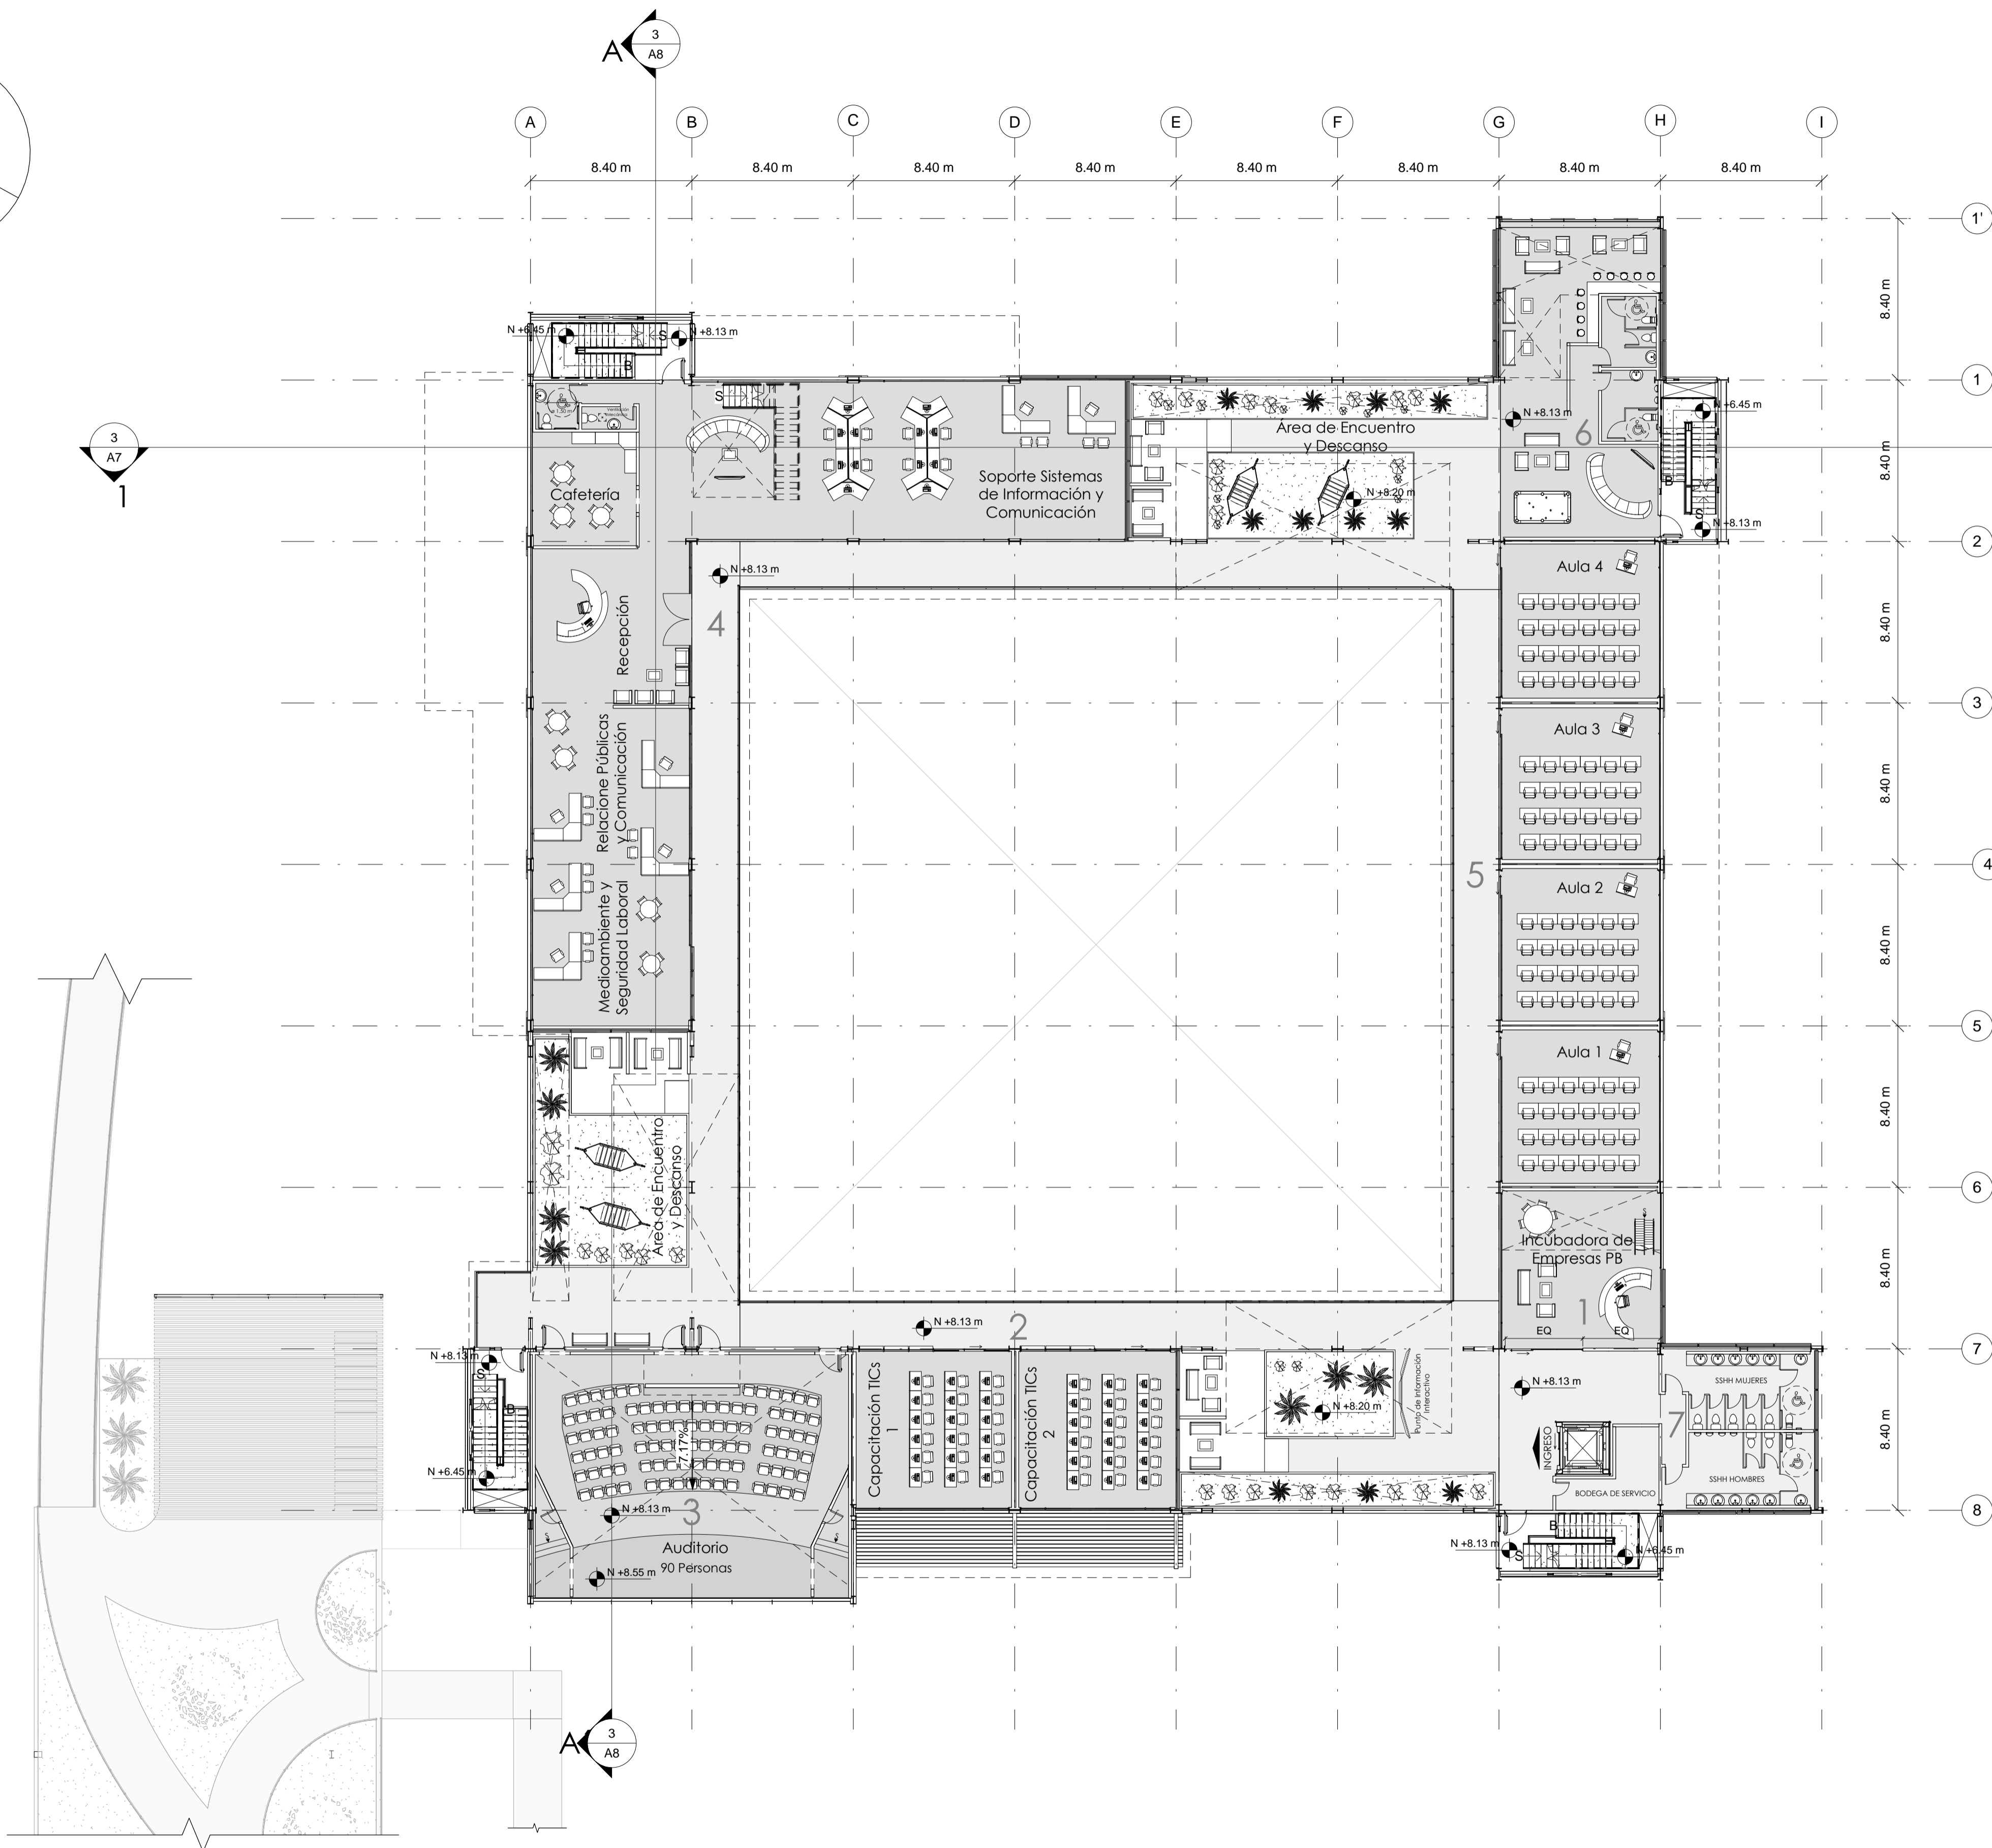 3
A8
A
A
B
C
D
E
F
G
H
I
8.40 m
8.40 m
8.40 m
8.40 m
8.40 m
8.40 m
8.40 m
8.40 m
1'
8.40 m
1
8.40 m
2
8.40 m
3
8.40 m
4
8.40 m
5
8.40 m
6
8.40 m
7
8.40 m
8
3
A7
1
N +6.45 m
S
N +8.13 m
B
1.50 m
S
Cafetería
Soporte Sistemas
de Información y
Comunicación
Área de Encuentro
y Descanso
N +8.20 m
N +8.13 m
6
N +6.45 m
B
S
N +8.13 m
N +8.13 m
4
Recepción
Relacione Públicas
y Comunicación
Medioambiente y
Seguridad Laboral
Área de Encuentro
y Descanso
5
Aula 4
Aula 3
Aula 2
Aula 1
S
Incubadora de
Empresas PB
1
EQ
EQ
N +8.13 m
2
N +8.13 m
S
B
N +6.45 m
7.17%
N +8.13 m
3
S
S
Auditorio
90 Personas
N +8.55 m
Capacitación TICs
1
Capacitación TICs
2
Punto de Información
Interactivo
N +8.20 m
N +8.13 m
INGRESO
BODEGA DE SERVICIO
7
SSHH MUJERES
SSHH HOMBRES
N +8.13 m
B
S
N +6.45 m
A
3
A8